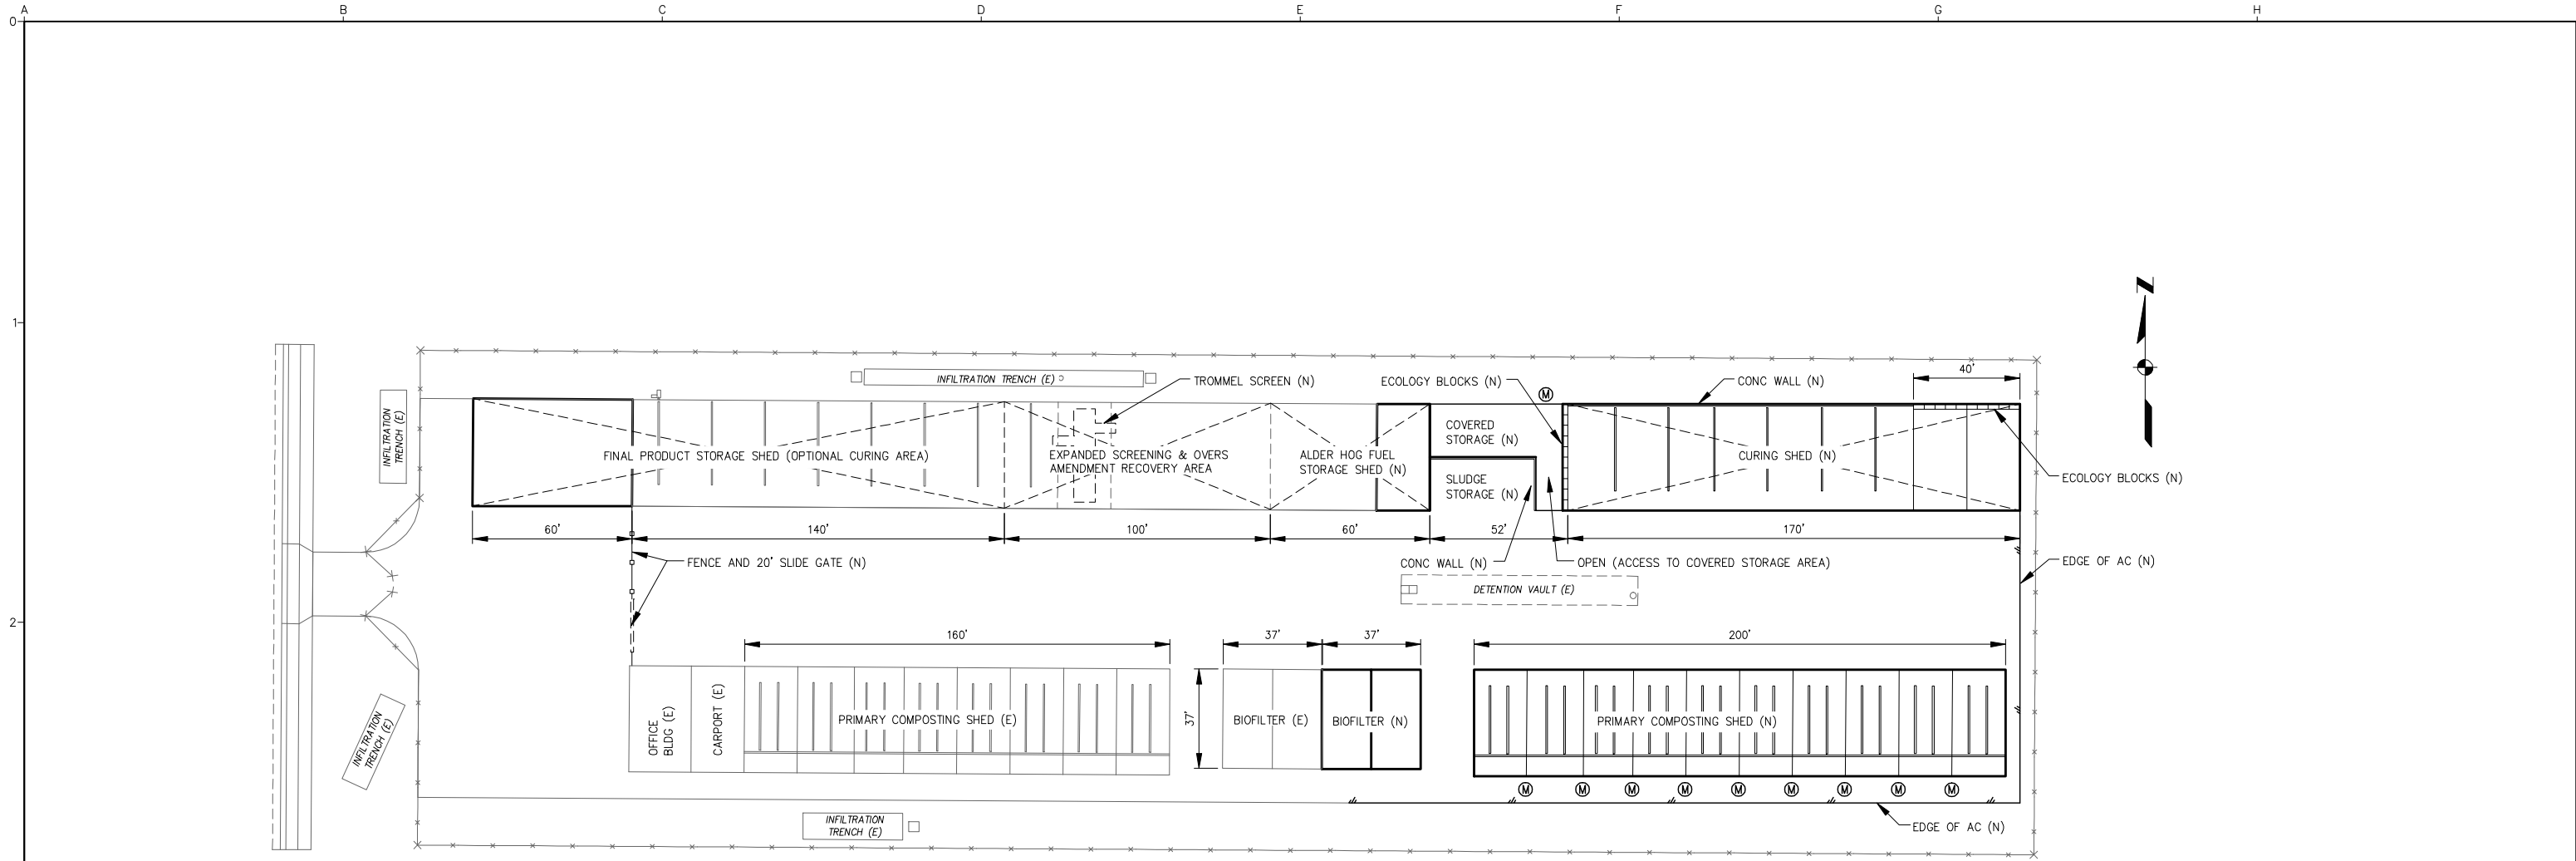 A B C D E F G H
0
1
2
N
INFILTRATION
TRENCH (E)
INFILTRATION TRENCH (E)
TROMMEL SCREEN (N)
ECOLOGY BLOCKS (N)
M
CONC WALL (N)
40'
FINAL PRODUCT STORAGE SHED (OPTIONAL CURING AREA)
EXPANDED SCREENING & OVERS
AMENDMENT RECOVERY AREA
ALDER HOG FUEL
STORAGE SHED (N)
COVERED
STORAGE (N)
SLUDGE
STORAGE (N)
CURING SHED (N)
ECOLOGY BLOCKS (N)
60' 140' 100' 60' 52' 170'
FENCE AND 20' SLIDE GATE (N)
CONC WALL (N)
OPEN (ACCESS TO COVERED STORAGE AREA)
EDGE OF AC (N)
DETENTION VAULT (E)
160' 37' 37' 200'
INFILTRATION
TRENCH (E)
OFFICE
BLDG (E)
CARPORT (E)
PRIMARY COMPOSTING SHED (E)
37'
BIOFILTER (E)
BIOFILTER (N)
PRIMARY COMPOSTING SHED (N)
M M M M M M M M M
INFILTRATION
TRENCH (E)
EDGE OF AC (N)